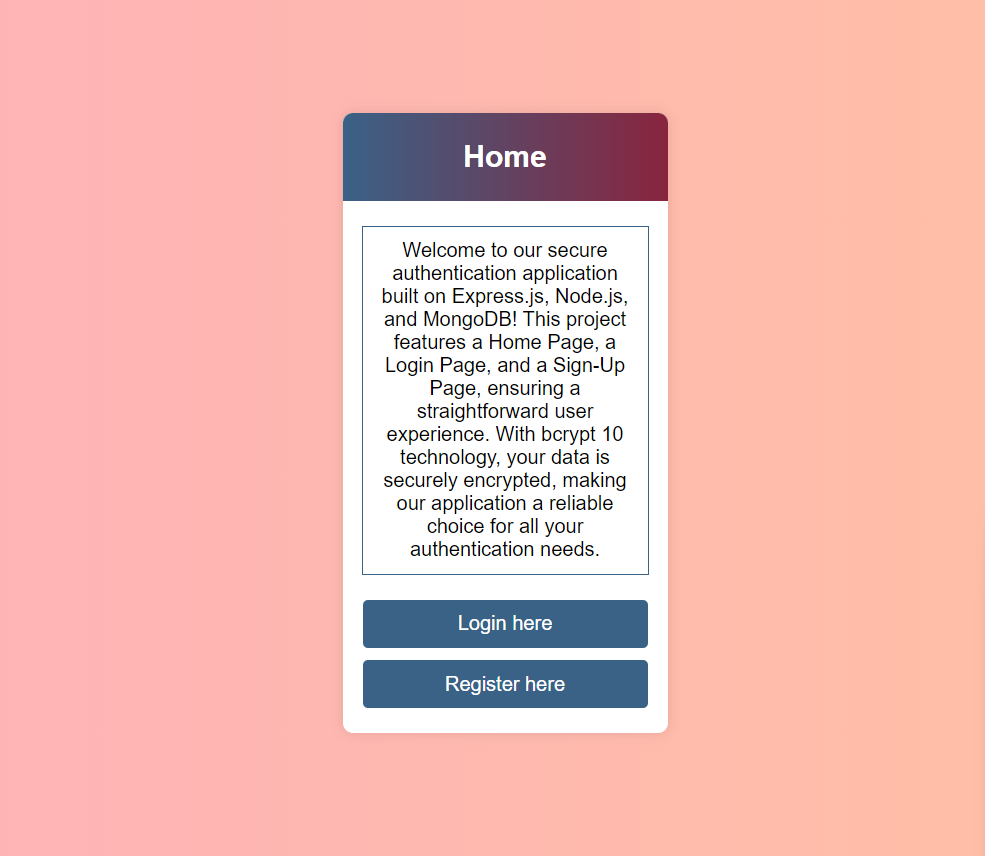 Home
Welcome to our secure
authentication application
built on Express.js, Node.js,
and MongoDB! This project
features a Home Page, a
Login Page, and a Sign-Up
Page, ensuring a
straightforward user
experience. With bcrypt 10
technology, your data is
securely encrypted, making
our application a reliable
choice for all your
authentication needs.
Login here
Register here